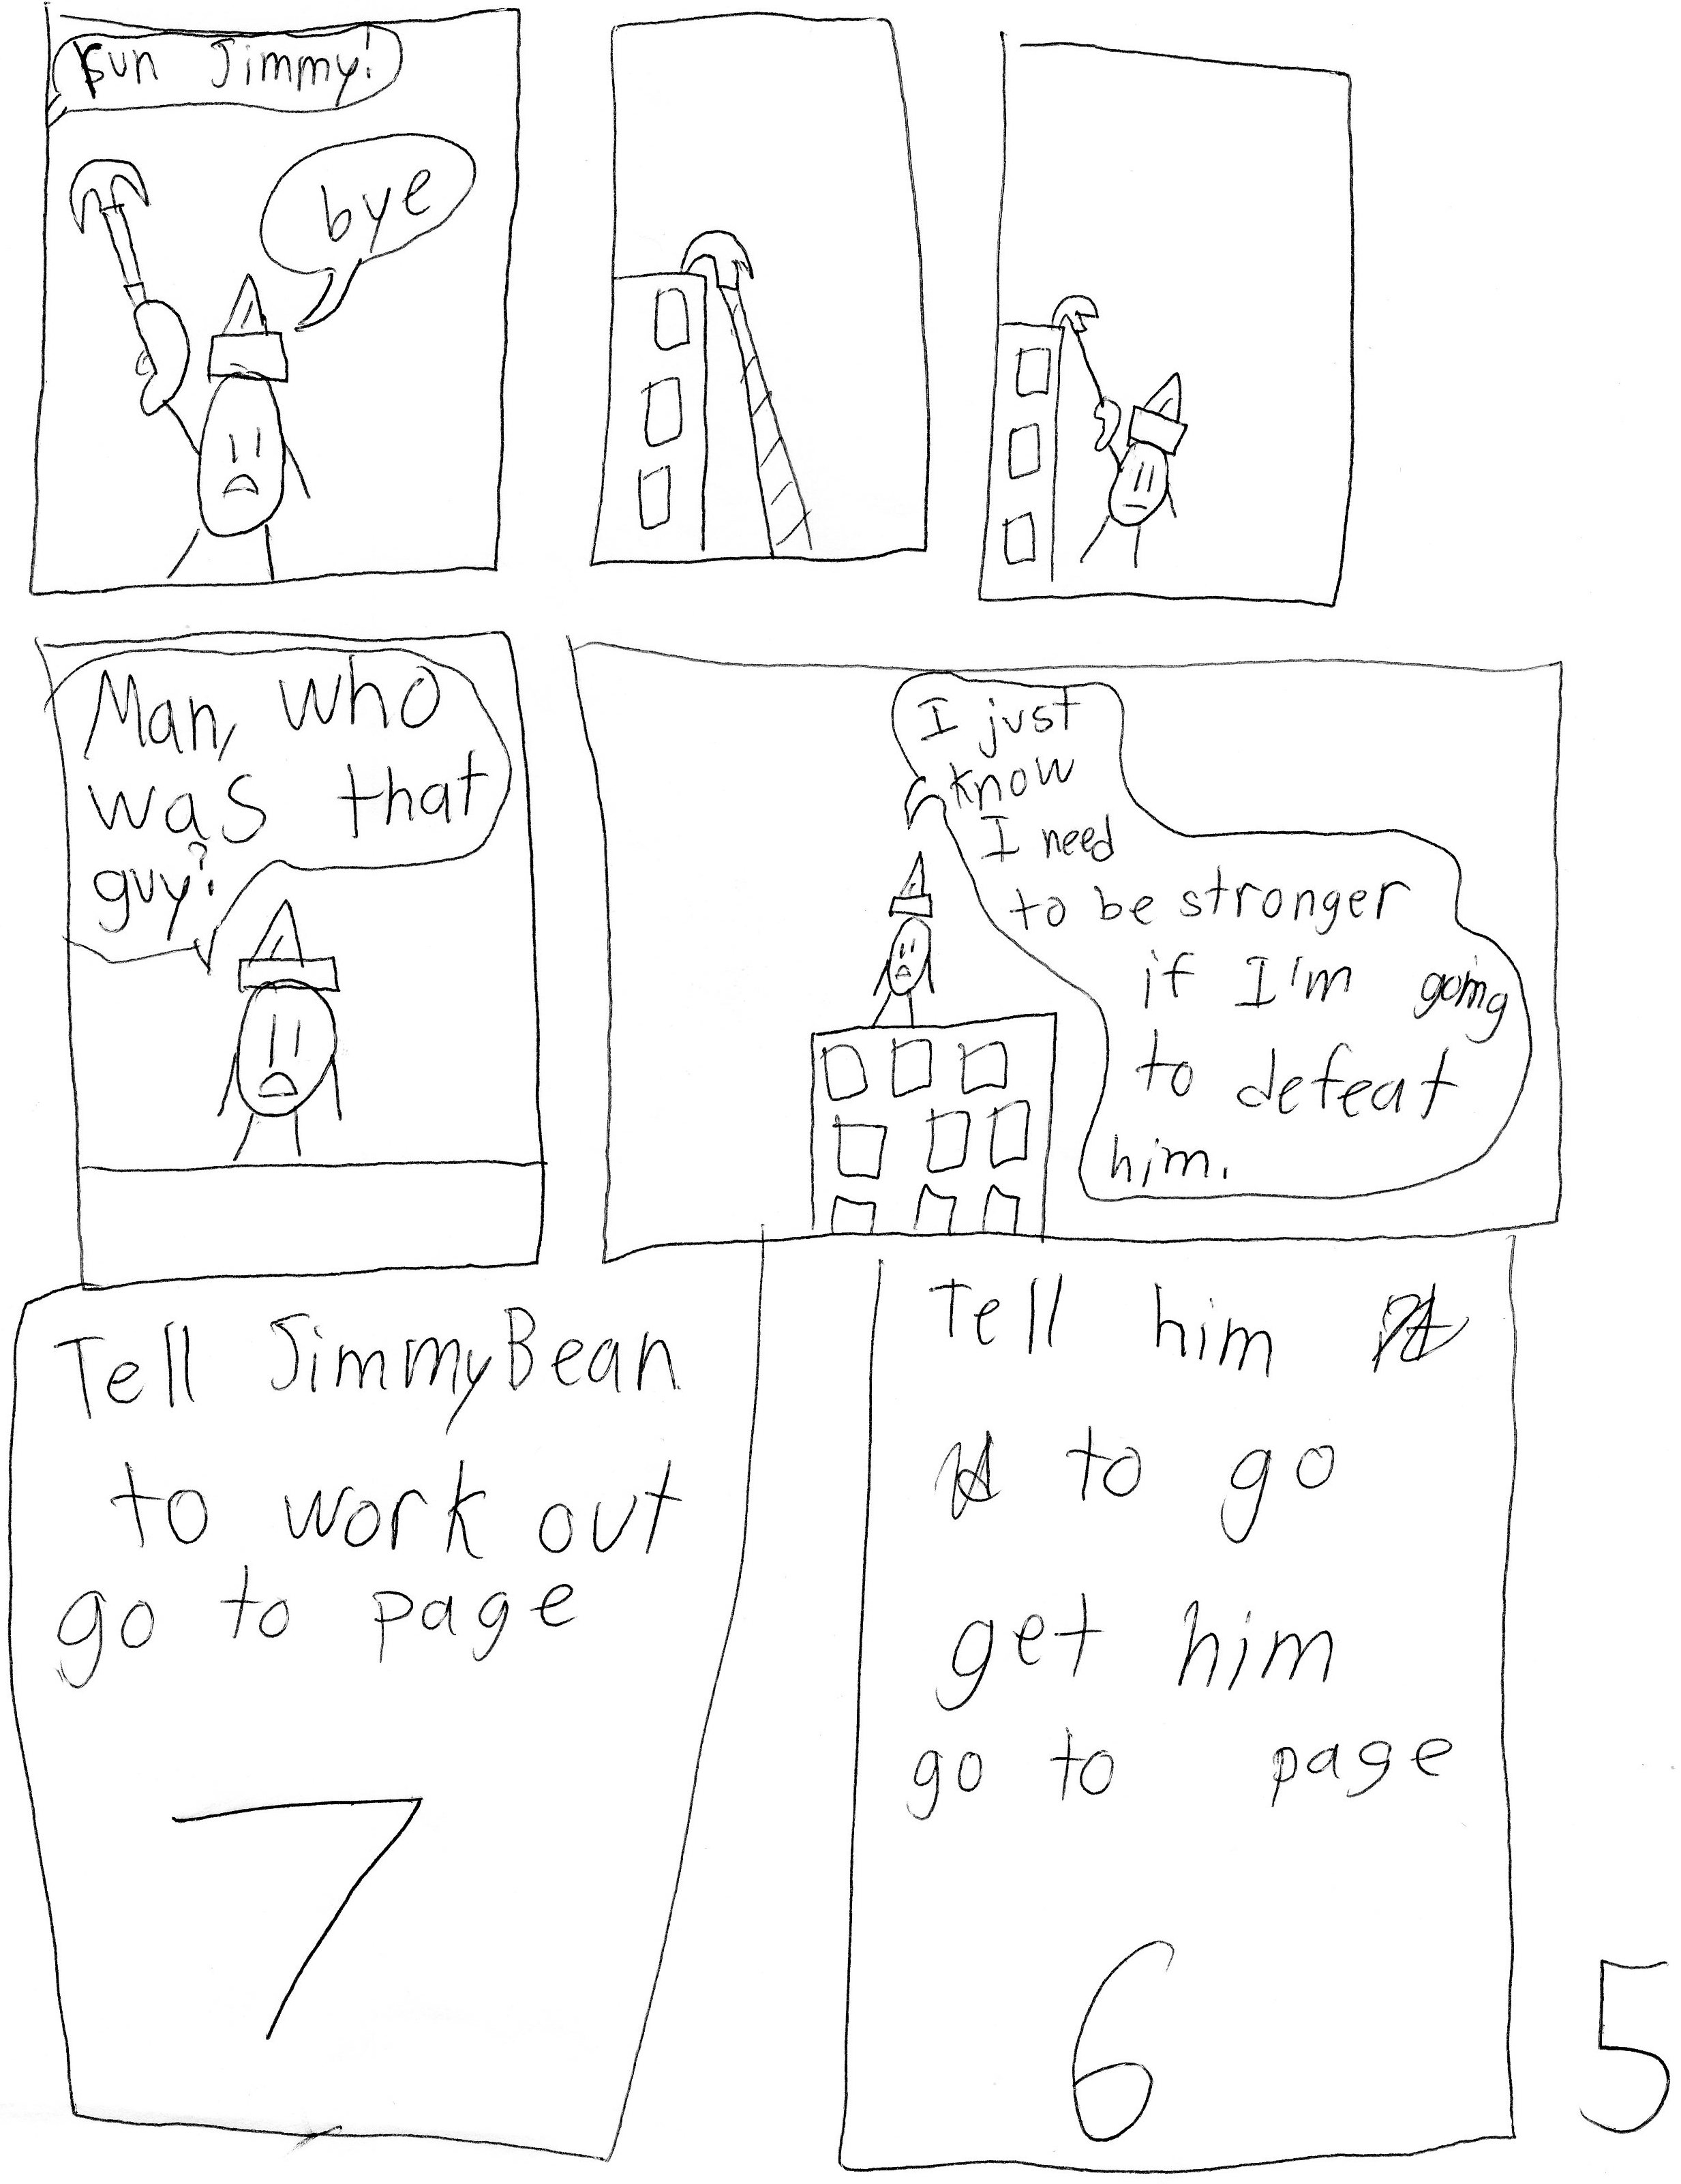 run Jimmy!
bye
Man, who
was that
guy?
I just
know
I need
to be stronger
if I'm going
to defeat
him.
Tell JimmyBean
to work out
go to page
7
Tell him
to go
get him
go to page
6
5